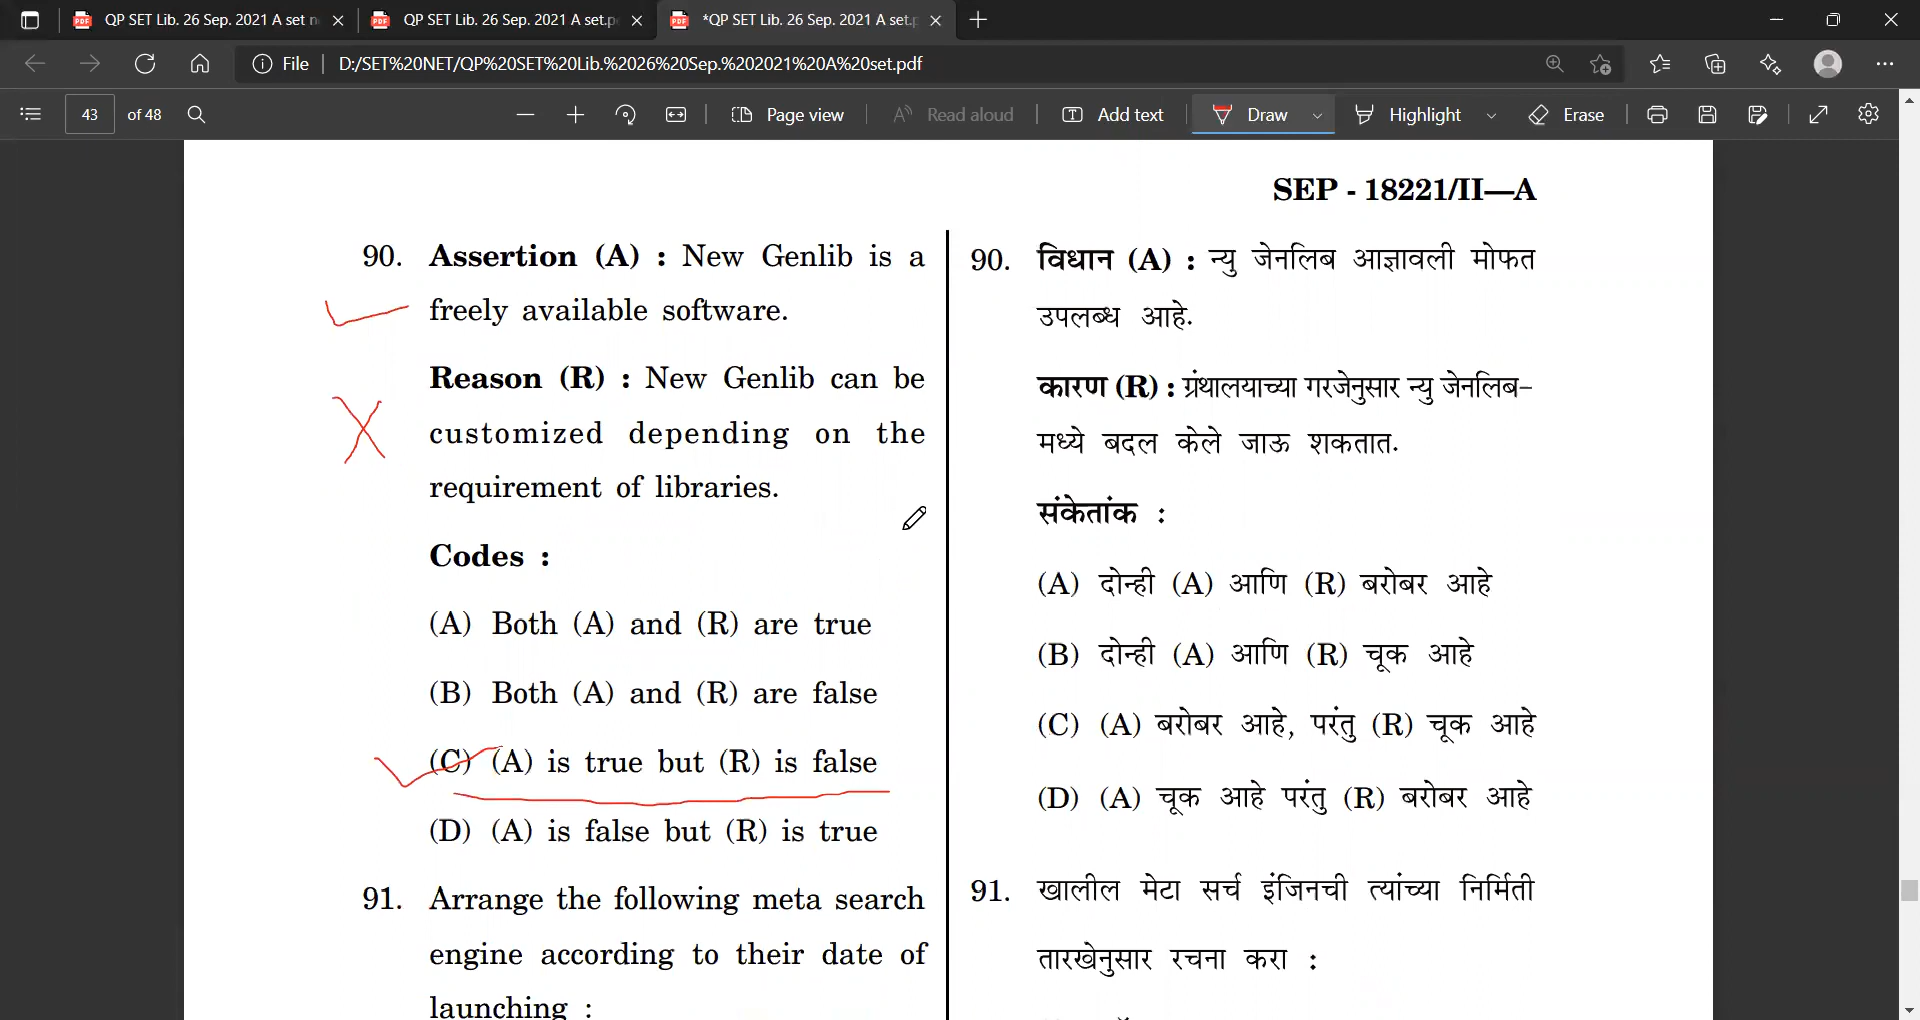 QP SET Lib. 26 Sep. 2021 A set n
QP SET Lib. 26 Sep. 2021 A set.p
*QP SET Lib. 26 Sep. 2021 A set.p
File
D:/SET%20NET/QP%20SET%20Lib.%2026%20Sep.%202021%20A%20set.pdf
43 of 48
Page view
Read aloud
Add text
Draw
Highlight
Erase
SEP - 18221/II—A
90. Assertion (A) : New Genlib is a
freely available software.
Reason (R) : New Genlib can be
customized depending on the
requirement of libraries.
Codes :
(A) Both (A) and (R) are true
(B) Both (A) and (R) are false
(C) (A) is true but (R) is false
(D) (A) is false but (R) is true
91. Arrange the following meta search
engine according to their date of
launching :
90. विधान (A) : न्यु जेनलिब आज्ञावली मोफत
उपलब्ध आहे.
कारण (R) : ग्रंथालयाच्या गरजेनुसार न्यु जेनलिब-
मध्ये बदल केले जाऊ शकतात.
संकेतांक :
(A) दोन्ही (A) आणि (R) बरोबर आहे
(B) दोन्ही (A) आणि (R) चूक आहे
(C) (A) बरोबर आहे, परंतु (R) चूक आहे
(D) (A) चूक आहे परंतु (R) बरोबर आहे
91. खालील मेटा सर्च इंजिनची त्यांच्या निर्मिती
तारखेनुसार रचना करा :